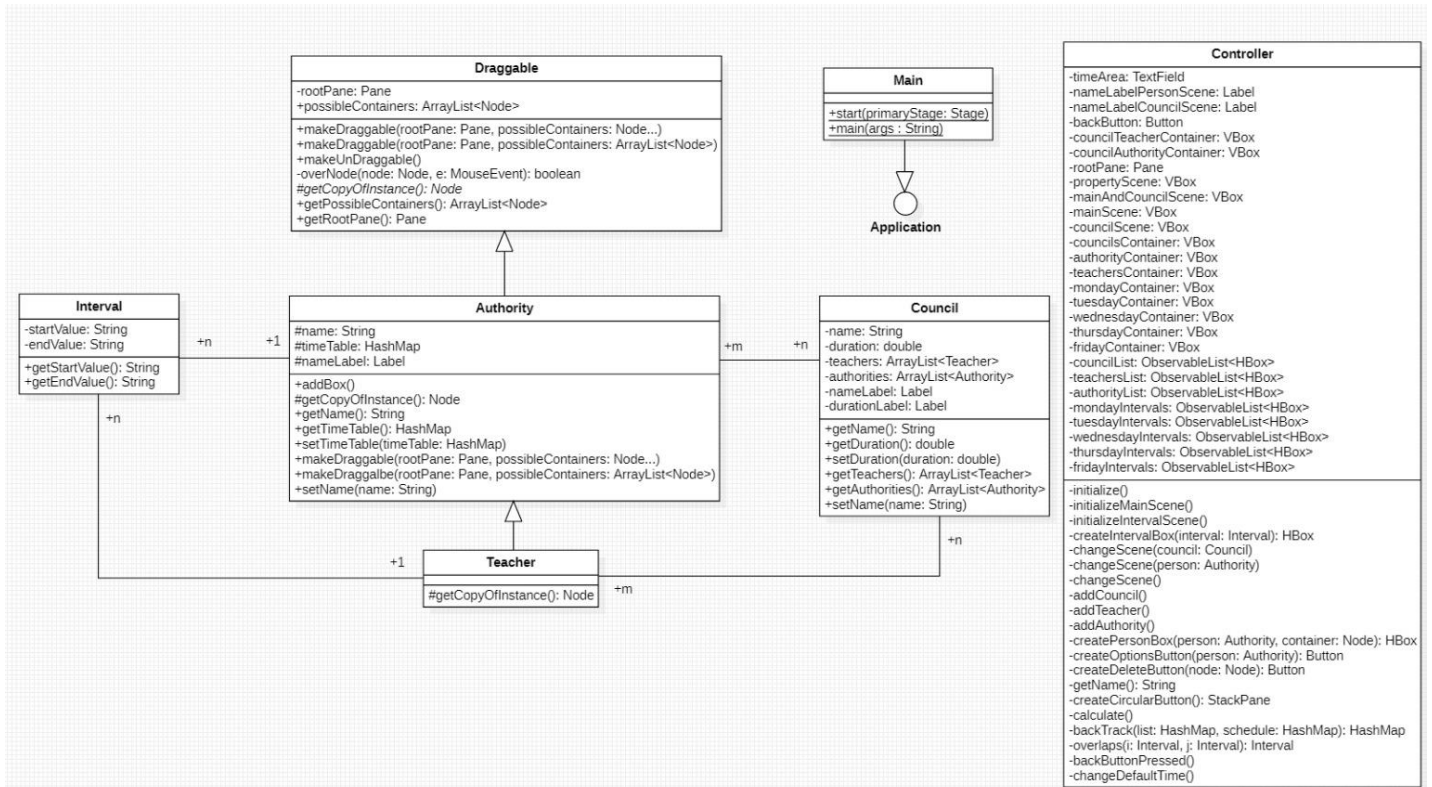 Draggable
-rootPane: Pane
+possibleContainers: ArrayList<Node>
+makeDraggable(rootPane: Pane, possibleContainers: Node...)
+makeDraggable(rootPane: Pane, possibleContainers: ArrayList<Node>)
+makeUnDraggable()
-overNode(node: Node, e: MouseEvent): boolean
#getCopyOfInstance(): Node
+getPossibleContainers(): ArrayList<Node>
+getRootPane(): Pane
Main
+start(primaryStage: Stage)
+main(args : String)
Application
Interval
-startValue: String
-endValue: String
+getStartValue(): String
+getEndValue(): String
+n
+1
+n
Authority
#name: String
#timeTable: HashMap
#nameLabel: Label
+addBox()
#getCopyOfInstance(): Node
+getName(): String
+getTimeTable(): HashMap
+setTimeTable(timeTable: HashMap)
+makeDraggable(rootPane: Pane, possibleContainers: Node...)
+makeDraggalbe(rootPane: Pane, possibleContainers: ArrayList<Node>)
+setName(name: String)
+m
+n
Council
-name: String
-duration: double
-teachers: ArrayList<Teacher>
-authorities: ArrayList<Authority>
-nameLabel: Label
-durationLabel: Label
+getName(): String
+getDuration(): double
+setDuration(duration: double)
+getTeachers(): ArrayList<Teacher>
+getAuthorities(): ArrayList<Authority>
+setName(name: String)
+n
+1
Teacher
#getCopyOfInstance(): Node
+m
Controller
-timeArea: TextField
-nameLabelPersonScene: Label
-nameLabelCouncilScene: Label
-backButton: Button
-councilTeacherContainer: VBox
-councilAuthorityContainer: VBox
-rootPane: Pane
-propertyScene: VBox
-mainAndCouncilScene: VBox
-mainScene: VBox
-councilScene: VBox
-councilsContainer: VBox
-authorityContainer: VBox
-teachersContainer: VBox
-mondayContainer: VBox
-tuesdayContainer: VBox
-wednesdayContainer: VBox
-thursdayContainer: VBox
-fridayContainer: VBox
-councilList: ObservableList<HBox>
-teachersList: ObservableList<HBox>
-authorityList: ObservableList<HBox>
-mondayIntervals: ObservableList<HBox>
-tuesdayIntervals: ObservableList<HBox>
-wednesdayIntervals: ObservableList<HBox>
-thursdayIntervals: ObservableList<HBox>
-fridayIntervals: ObservableList<HBox>
-initialize()
-initializeMainScene()
-initializeIntervalScene()
-createIntervalBox(interval: Interval): HBox
-changeScene(council: Council)
-changeScene(person: Authority)
-changeScene()
-addCouncil()
-addTeacher()
-addAuthority()
-createPersonBox(person: Authority, container: Node): HBox
-createOptionsButton(person: Authority): Button
-createDeleteButton(node: Node): Button
-getName(): String
-createCircularButton(): StackPane
-calculate()
-backTrack(list: HashMap, schedule: HashMap): HashMap
-overlaps(i: Interval, j: Interval): Interval
-backButtonPressed()
-changeDefaultTime()